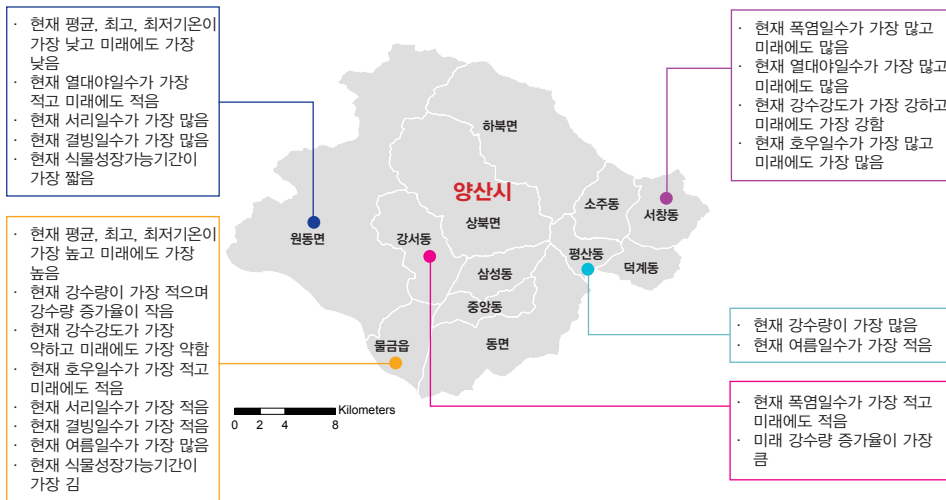 · 현재 평균, 최고, 최저기온이
가장 낮고 미래에도 가장
낮음
· 현재 열대야일수가 가장
적고 미래에도 적음
· 현재 서리일수가 가장 많음
· 현재 결빙일수가 가장 많음
· 현재 식물성장가능기간이
가장 짧음
· 현재 평균, 최고, 최저기온이
가장 높고 미래에도 가장
높음
· 현재 강수량이 가장 적으며
강수량 증가율이 작음
· 현재 강수강도가 가장
약하고 미래에도 가장 약함
· 현재 호우일수가 가장 적고
미래에도 적음
· 현재 서리일수가 가장 적음
· 현재 결빙일수가 가장 적음
· 현재 여름일수가 가장 많음
· 현재 식물성장가능기간이
가장 김
하북면
양산시
상북면
소주동
서창동
원동면
강서동
평산동
덕계동
삼성동
중앙동
물금읍
동면
Kilometers
0 2 4 8
· 현재 폭염일수가 가장 많고
미래에도 많음
· 현재 열대야일수가 가장 많고
미래에도 많음
· 현재 강수강도가 가장 강하고
미래에도 가장 강함
· 현재 호우일수가 가장 많고
미래에도 가장 많음
· 현재 강수량이 가장 많음
· 현재 여름일수가 가장 적음
· 현재 폭염일수가 가장 적고
미래에도 적음
· 미래 강수량 증가율이 가장
큼